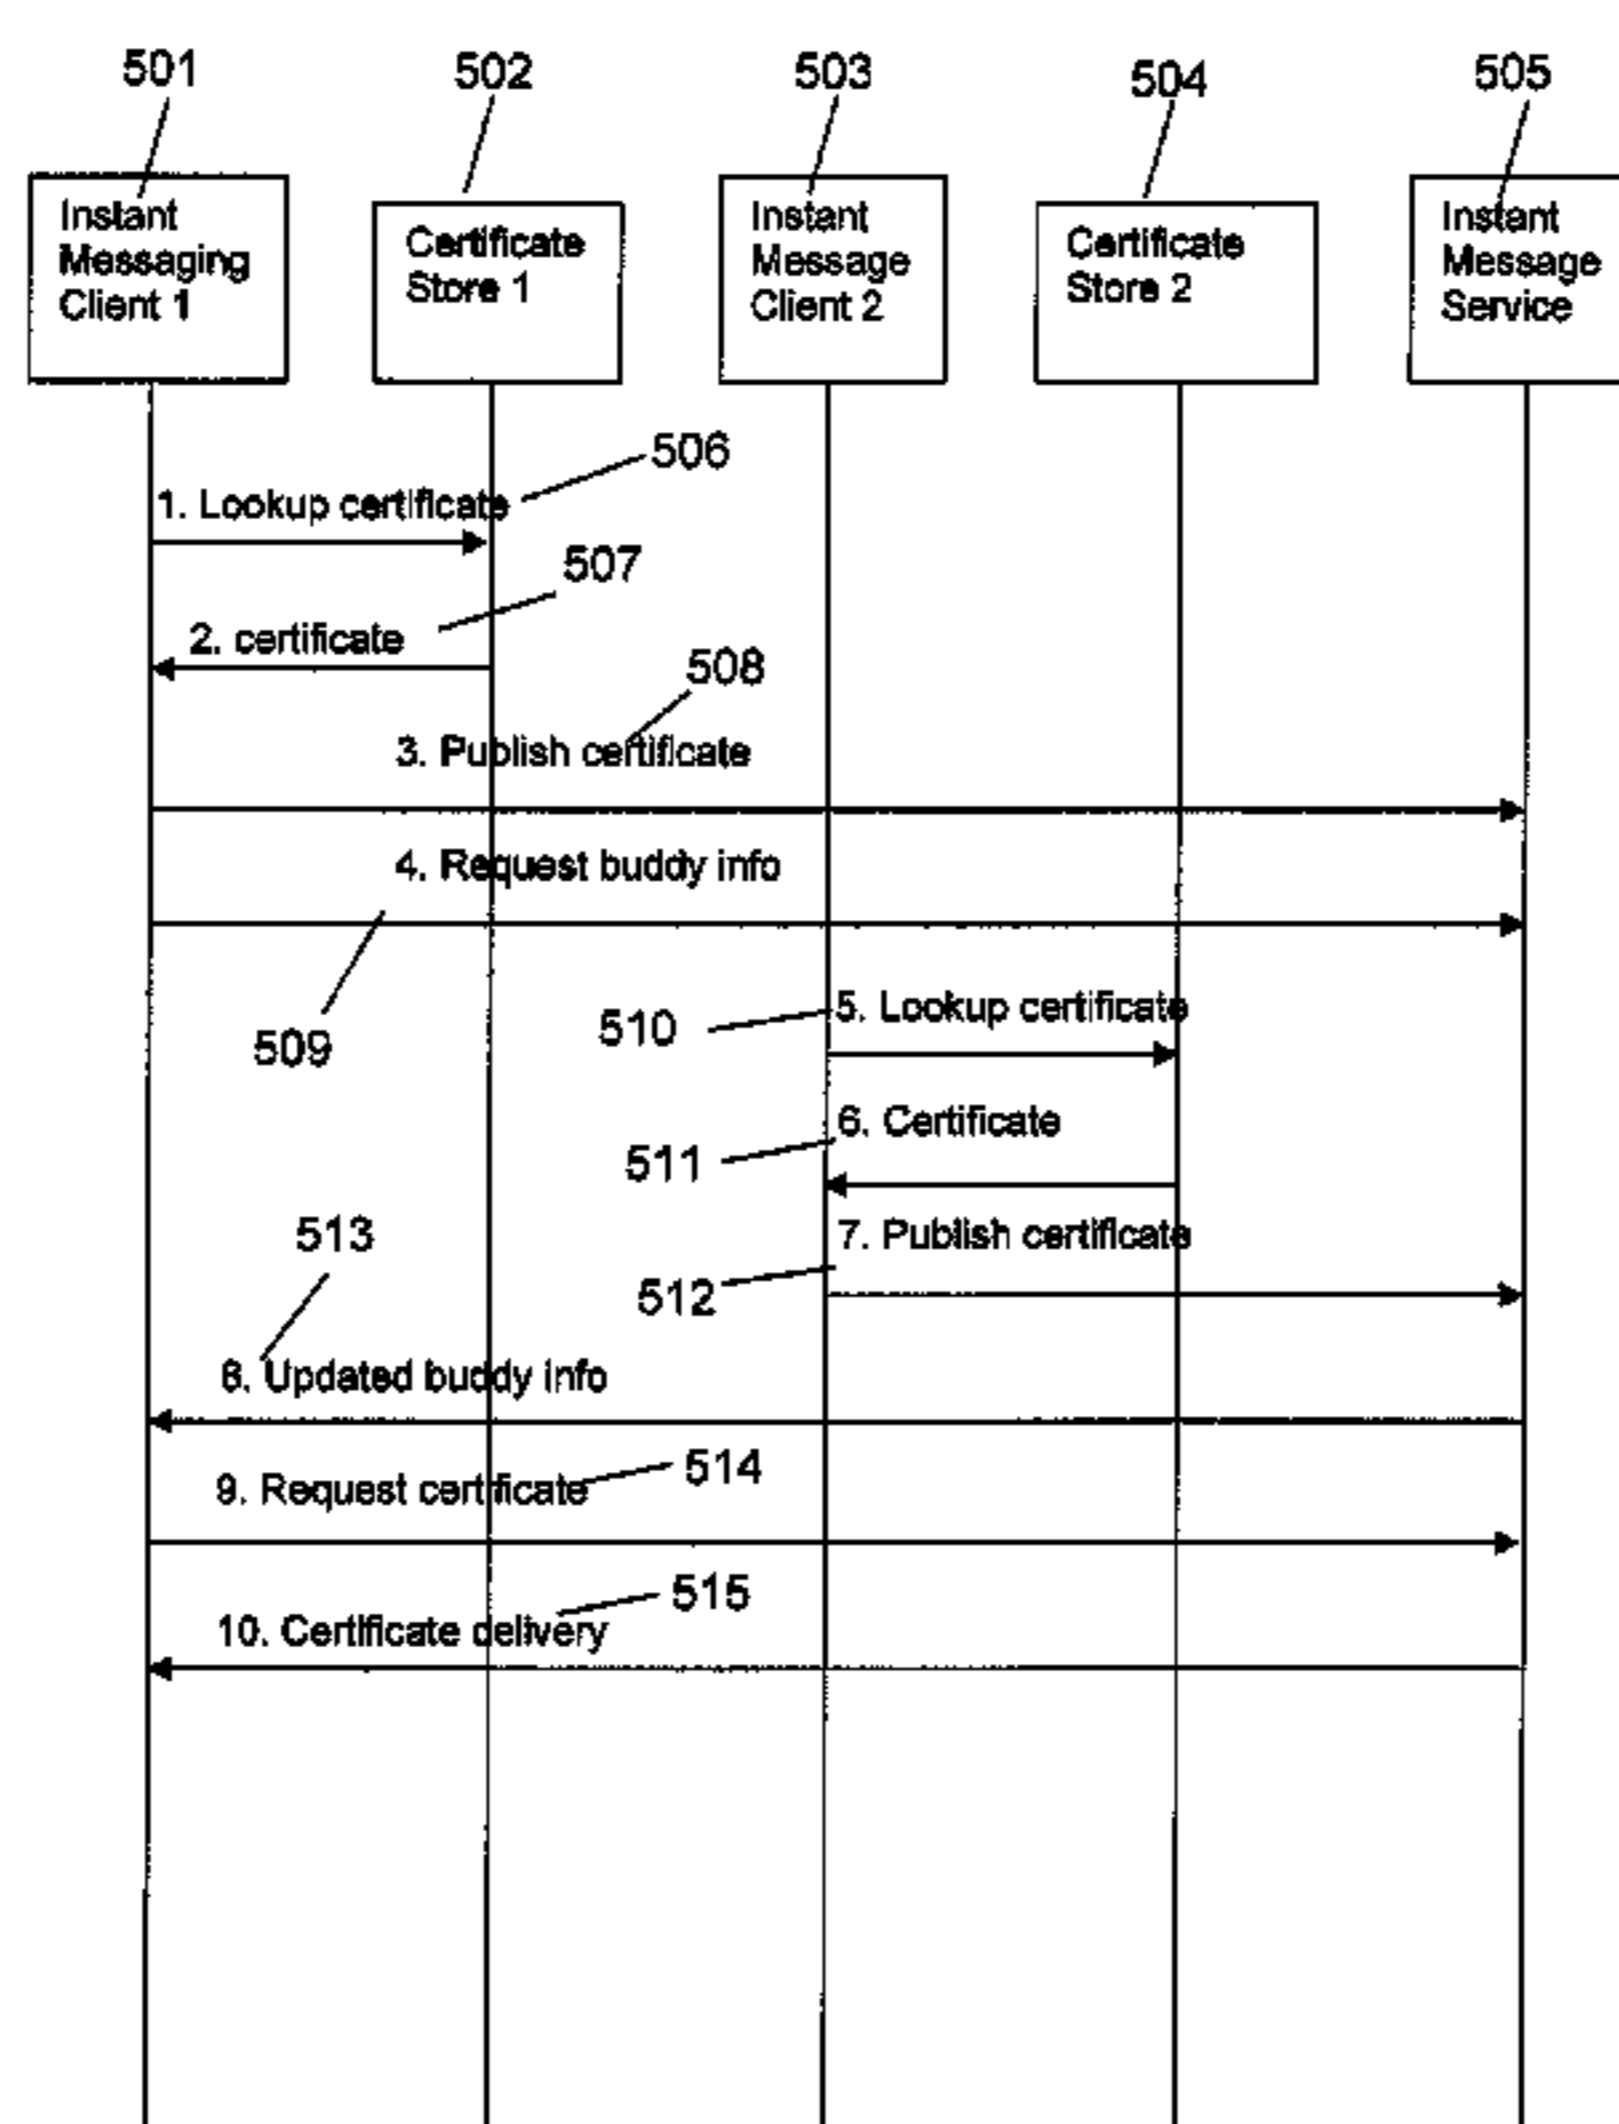 501
502
503
504
505
Instant
Messaging
Client 1
Certificate
Store 1
Instant
Message
Client 2
Certificate
Store 2
Instant
Message
Service
506
1. Lookup certificate
507
2. certificate
508
3. Publish certificate
4. Request buddy info
509
510
5. Lookup certificate
6. Certificate
511
513
7. Publish certificate
512
8. Updated buddy info
514
9. Request certificate
515
10. Certificate delivery